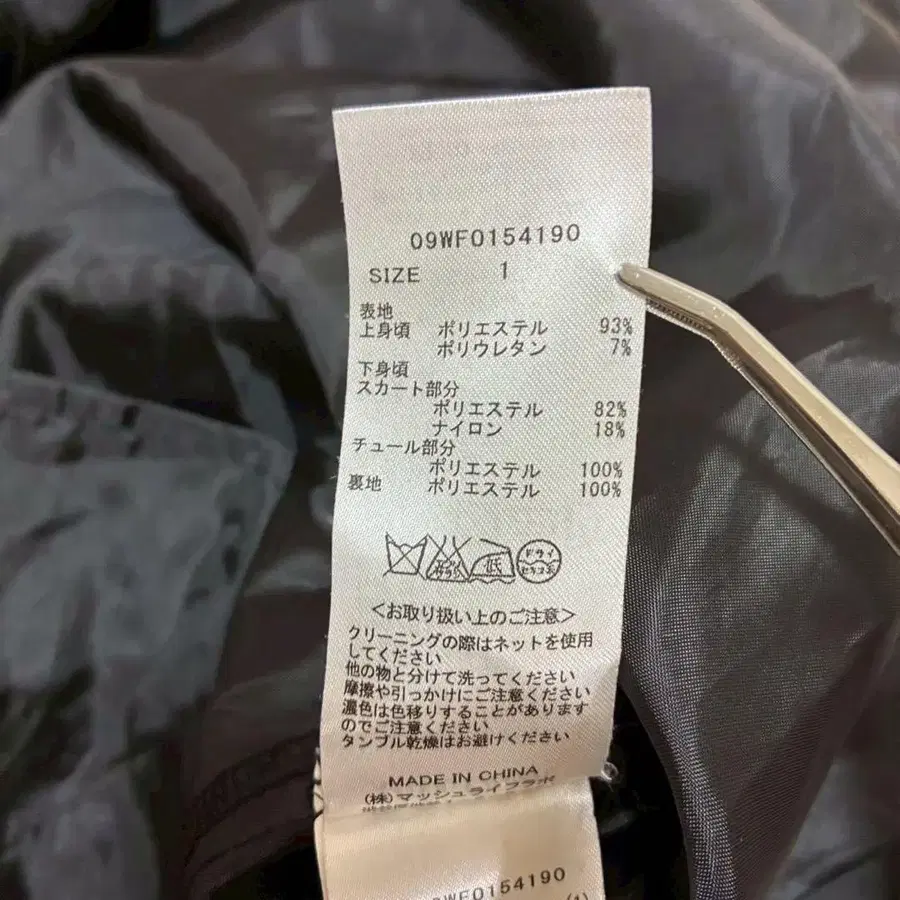 09WF0154190
SIZE 1
表地
上身頃 ポリエステル 93%
ポリウレタン 7%
下身頃
スカート部分
ポリエステル 82%
ナイロン 18%
チュール部分
ポリエステル 100%
裏地 ポリエステル 100%
低 ドライ
<お取り扱い上のご注意>
クリーニングの際はネットを使用
してください
他の物と分けて洗ってください
摩擦や引っかけにご注意ください
濃色は色移りすることがあります
のでご注意ください
タンブル乾燥はお避けください
MADE IN CHINA
(株)マッシュライフラボ
09WF0154190
(1)